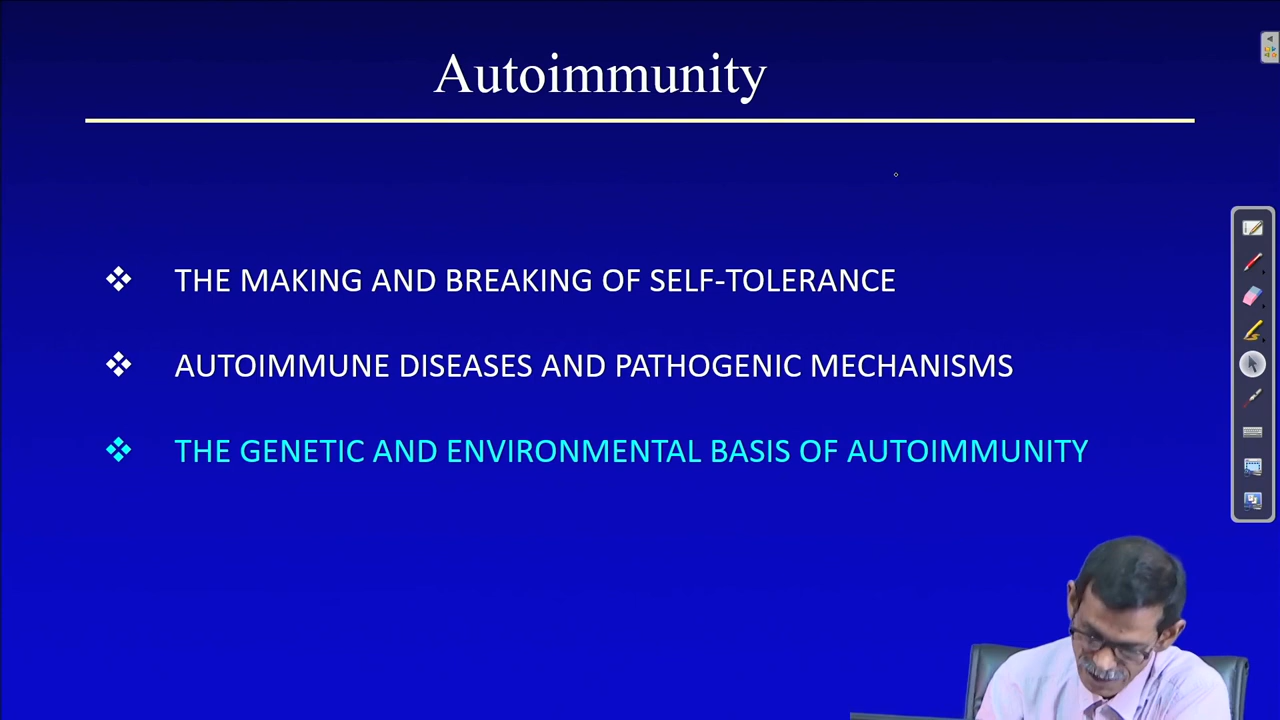 Autoimmunity
❖ THE MAKING AND BREAKING OF SELF-TOLERANCE
❖ AUTOIMMUNE DISEASES AND PATHOGENIC MECHANISMS
❖ THE GENETIC AND ENVIRONMENTAL BASIS OF AUTOIMMUNITY